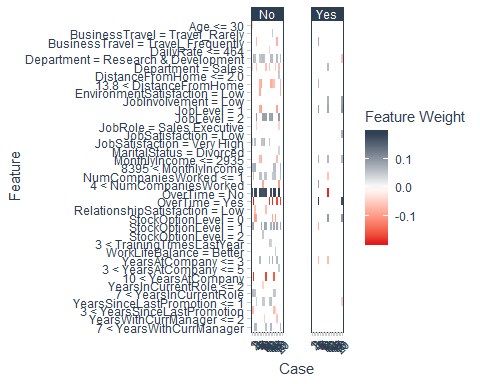 No Yes
Age <= 30
BusinessTravel = Travel_Rarely
BusinessTravel = Travel_Frequently
DailyRate <= 464
Department = Research & Development
Department = Sales
DistanceFromHome <= 2.0
13.8 < DistanceFromHome
EnvironmentSatisfaction = Low
JobInvolvement = Low
JobLevel = 1
JobLevel = 2
JobRole = Sales Executive
JobSatisfaction = Low
JobSatisfaction = Very High
MaritalStatus = Divorced
MonthlyIncome <= 2935
8395 < MonthlyIncome
NumCompaniesWorked <= 1
4 < NumCompaniesWorked
OverTime = No
OverTime = Yes
RelationshipSatisfaction = Low
StockOptionLevel = 0
StockOptionLevel = 1
StockOptionLevel = 2
3 < TrainingTimesLastYear
WorkLifeBalance = Better
YearsAtCompany <= 3
3 < YearsAtCompany <= 5
10 < YearsAtCompany
YearsInCurrentRole <= 2
7 < YearsInCurrentRole
YearsSinceLastPromotion <= 1
3 < YearsSinceLastPromotion
YearsWithCurrManager <= 2
7 < YearsWithCurrManager
Feature
Case
Feature Weight
0.1
0.0
-0.1